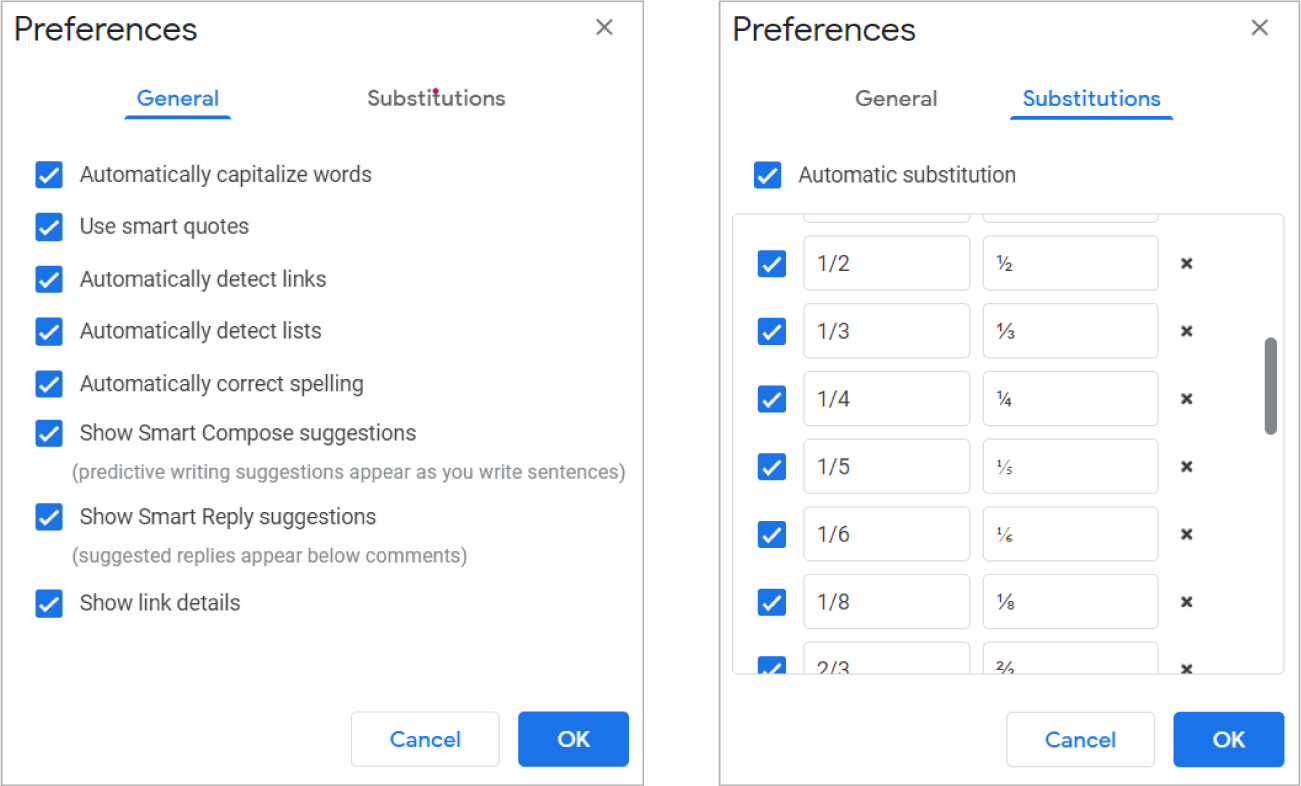 Preferences
General Substitutions
Automatically capitalize words
Use smart quotes
Automatically detect links
Automatically detect lists
Automatically correct spelling
Show Smart Compose suggestions
(predictive writing suggestions appear as you write sentences)
Show Smart Reply suggestions
(suggested replies appear below comments)
Show link details
Cancel OK
Preferences
General Substitutions
Automatic substitution
1/2 ½
1/3 ⅓
1/4 ¼
1/5 ⅕
1/6 ⅙
1/8 ⅛
2/3 ⅔
Cancel OK